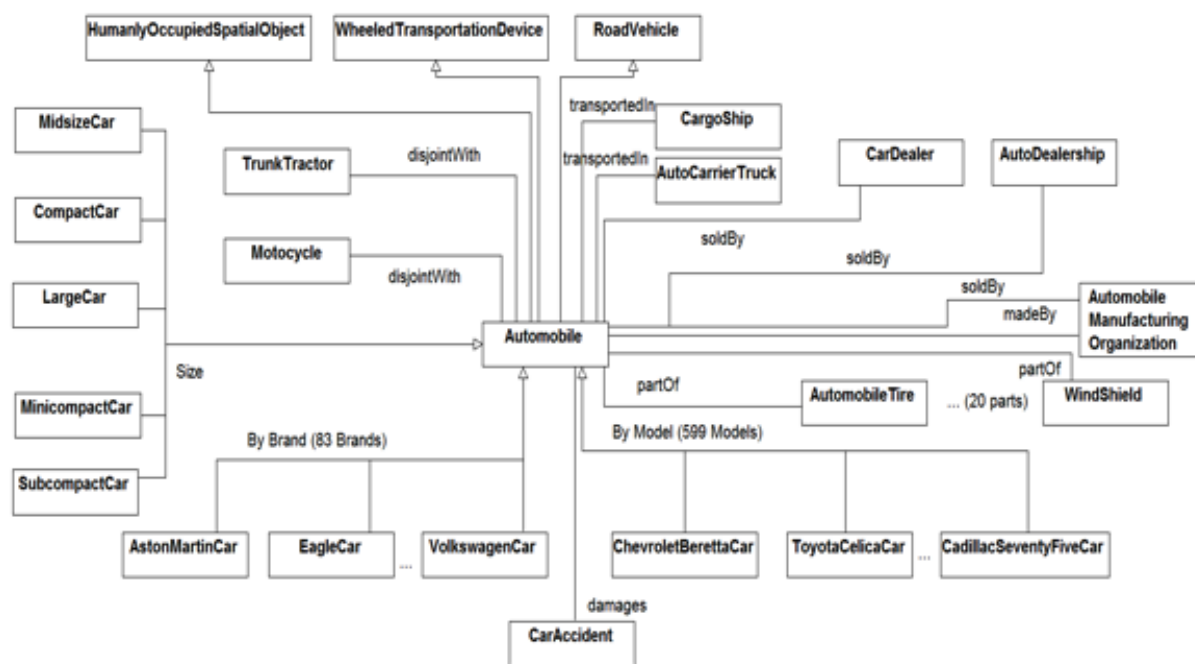 HumanlyOccupiedSpatialObject
WheeledTransportationDevice
RoadVehicle
transportedIn
CargoShip
MidsizeCar
disjointWith
TrunkTractor
transportedIn
AutoCarrierTruck
CarDealer
AutoDealership
CompactCar
Motocycle
disjointWith
soldBy
soldBy
LargeCar
soldBy
madeBy
Automobile
Manufacturing
Organization
Automobile
Size
partOf
AutomobileTire
... (20 parts)
partOf
WindShield
MinicompactCar
By Brand (83 Brands)
By Model (599 Models)
SubcompactCar
AstonMartinCar
EagleCar
...
VolkswagenCar
ChevroletBerettaCar
ToyotaCelicaCar
...
CadillacSeventyFiveCar
damages
CarAccident